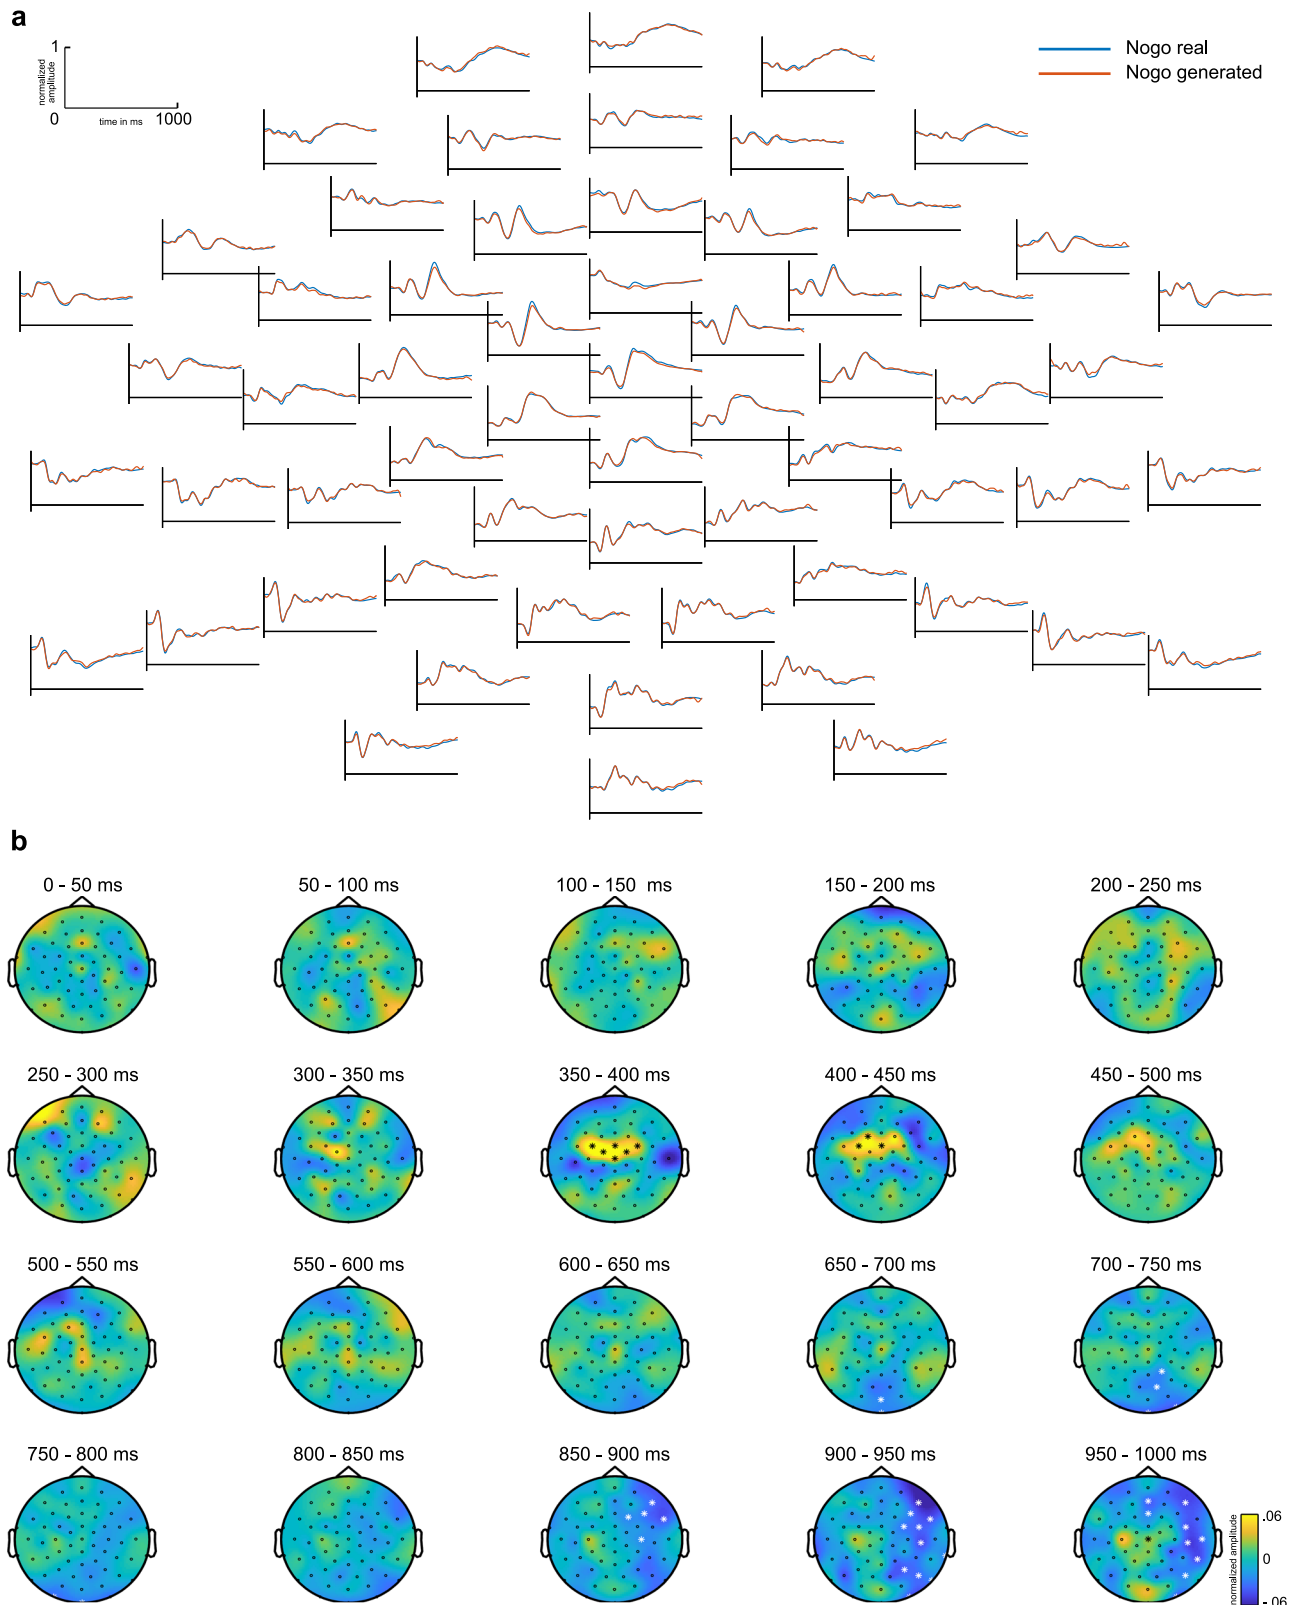 a
1
normalized
amplitude
0
time in ms
1000
Nogo real
Nogo generated
b
0 - 50 ms
50 - 100 ms
100 - 150 ms
150 - 200 ms
200 - 250 ms
250 - 300 ms
300 - 350 ms
350 - 400 ms
400 - 450 ms
450 - 500 ms
500 - 550 ms
550 - 600 ms
600 - 650 ms
650 - 700 ms
700 - 750 ms
750 - 800 ms
800 - 850 ms
850 - 900 ms
900 - 950 ms
950 - 1000 ms
normalized amplitude
.06
0
-.06